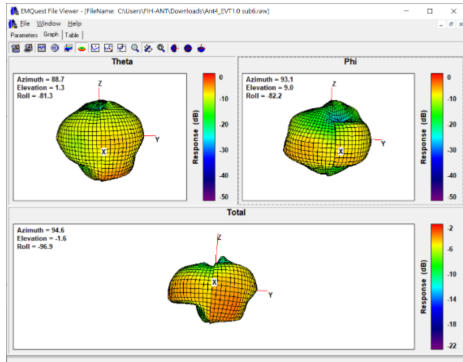 EMQuest File Viewer - [FileName: C:\Users\FIH-ANT\Downloads\Ant4_EVT1.0 sub6.raw]
File Window Help
Parameters Graph Table
Theta
Azimuth = 88.7
Elevation = 1.3
Roll = -81.3
Z
Y
X
0
-10
-20
-30
-40
-50
Response (dB)
Phi
Azimuth = 93.1
Elevation = 9.0
Roll = -82.2
Z
Y
X
0
-10
-20
-30
-40
-50
Response (dB)
Total
Azimuth = 94.6
Elevation = -1.6
Roll = -96.9
Z
Y
X
-2
-6
-10
-14
-18
-22
Response (dB)